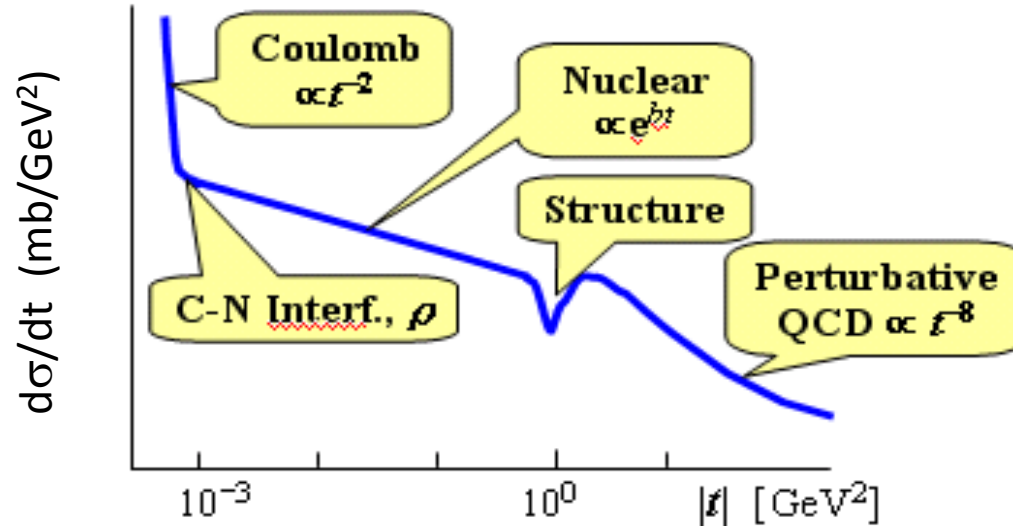 dσ/dt (mb/GeV²)
Coulomb
∝t⁻²
Nuclear
∝e^bt
Structure
C-N Interf., ρ
Perturbative
QCD ∝ t⁻⁸
10⁻³
10⁰
|t| [GeV²]